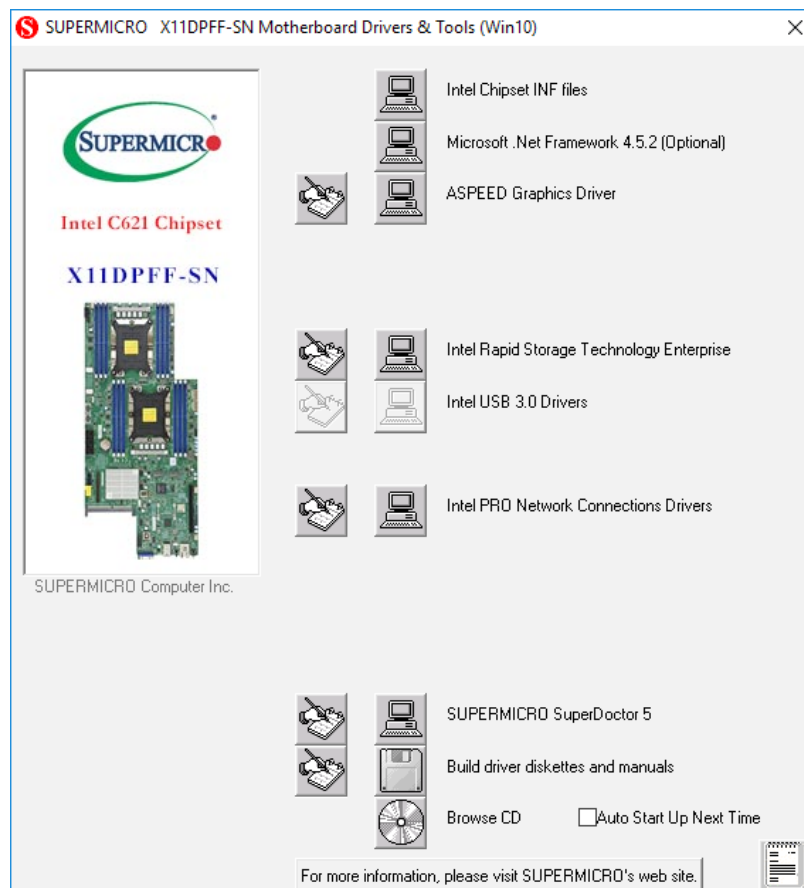 SUPERMICRO X11DPFF-SN Motherboard Drivers & Tools (Win10)
SUPERMICR
Intel C621 Chipset
X11DPFF-SN
SUPERMICRO Computer Inc.
Intel Chipset INF files
Microsoft .Net Framework 4.5.2 (Optional)
ASPEED Graphics Driver
Intel Rapid Storage Technology Enterprise
Intel USB 3.0 Drivers
Intel PRO Network Connections Drivers
SUPERMICRO SuperDoctor 5
Build driver diskettes and manuals
Browse CD Auto Start Up Next Time
For more information, please visit SUPERMICRO's web site.